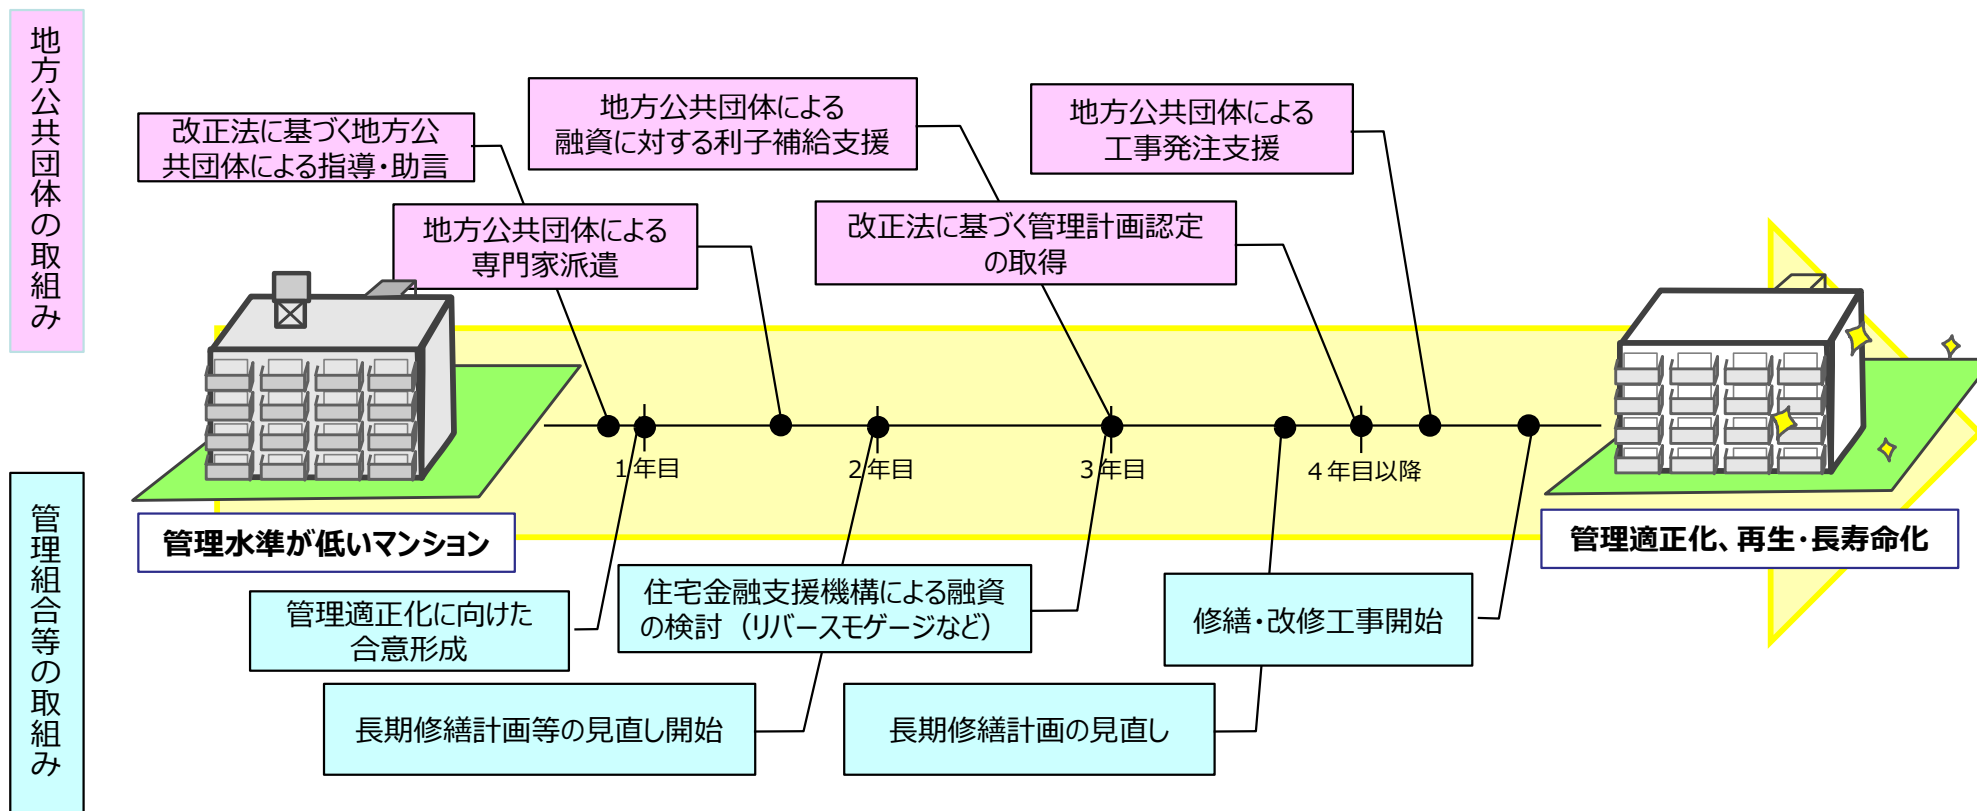 地方公共団体の取組み
改正法に基づく地方公
共団体による指導・助言
地方公共団体による
融資に対する利子補給支援
地方公共団体による
工事発注支援
地方公共団体による
専門家派遣
改正法に基づく管理計画認定
の取得
1年目
2年目
3年目
4年目以降
管理水準が低いマンション
管理適正化、再生・長寿命化
管理組合等の取組み
管理適正化に向けた
合意形成
住宅金融支援機構による融資
の検討（リバースモゲージなど）
修繕・改修工事開始
長期修繕計画等の見直し開始
長期修繕計画の見直し